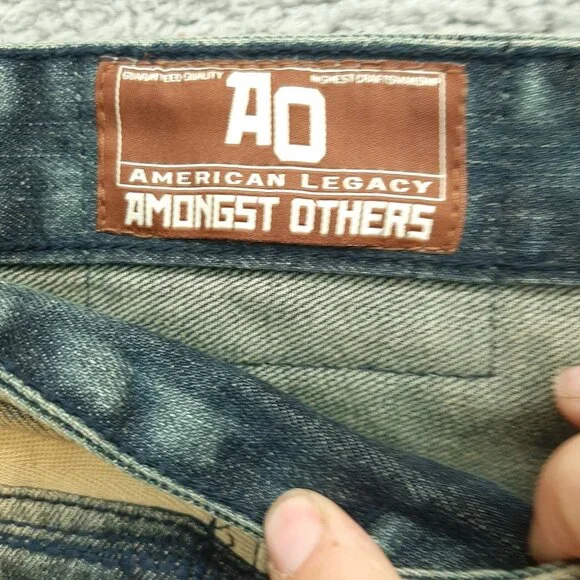 GUARANTEED QUALITY HIGHEST CRAFTSMANSHIP
AO
AMERICAN LEGACY
AMONGST OTHERS